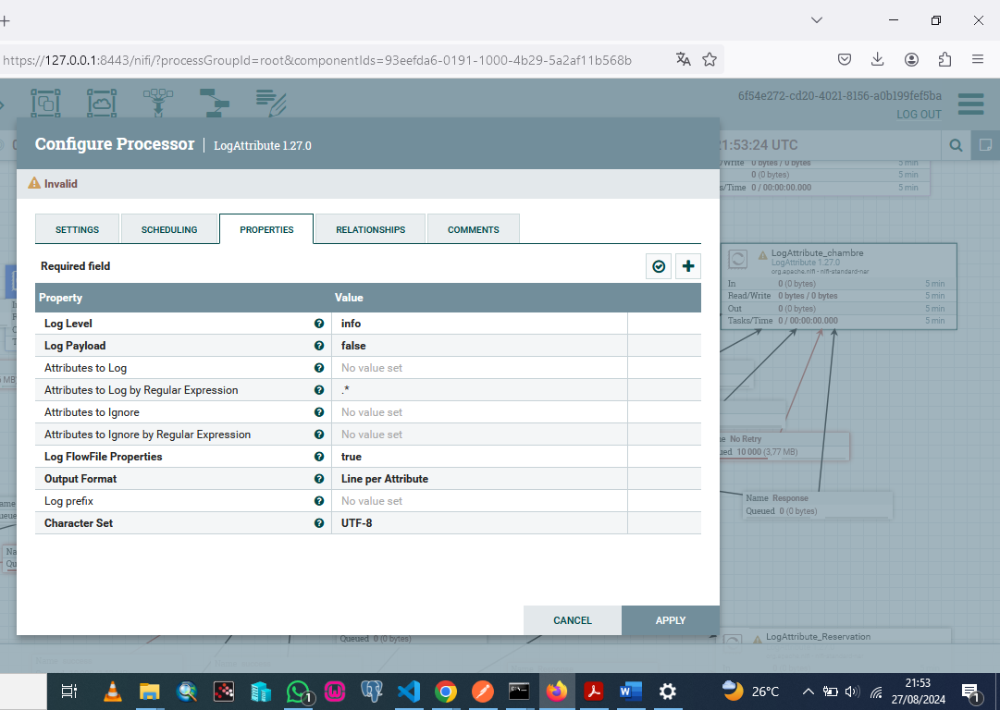 https://127.0.0.1:8443/nifi/?processGroupId=root&componentIds=93eefda6-0191-1000-4b29-5a2af11b568b
6f54e272-cd20-4021-8156-a0b199fef5ba
LOG OUT
Configure Processor LogAttribute 1.27.0
1:53:24 UTC
Invalid
0 bytes / 0 bytes 5 min
0 (0 bytes) 5 min
s/Time 0 / 00:00:00.000 5 min
SETTINGS SCHEDULING PROPERTIES RELATIONSHIPS COMMENTS
Required field
Property Value
Log Level info
Log Payload false
Attributes to Log No value set
Attributes to Log by Regular Expression .*
Attributes to Ignore No value set
Attributes to Ignore by Regular Expression No value set
Log FlowFile Properties true
Output Format Line per Attribute
Log prefix No value set
Character Set UTF-8
CANCEL APPLY
LogAttribute_chambre
LogAttribute 1.27.0
org.apache.nifi - nifi-standard-nar
In 0 (0 bytes) 5 min
Read/Write 0 bytes / 0 bytes 5 min
Out 0 (0 bytes) 5 min
Tasks/Time 0 / 00:00:00.000 5 min
No Retry
10 000 (3,77 MB)
Name Response
Queued 0 (0 bytes)
Queued 0 (0 bytes)
LogAttribute_Reservation
26°C
21:53
27/08/2024
1
1